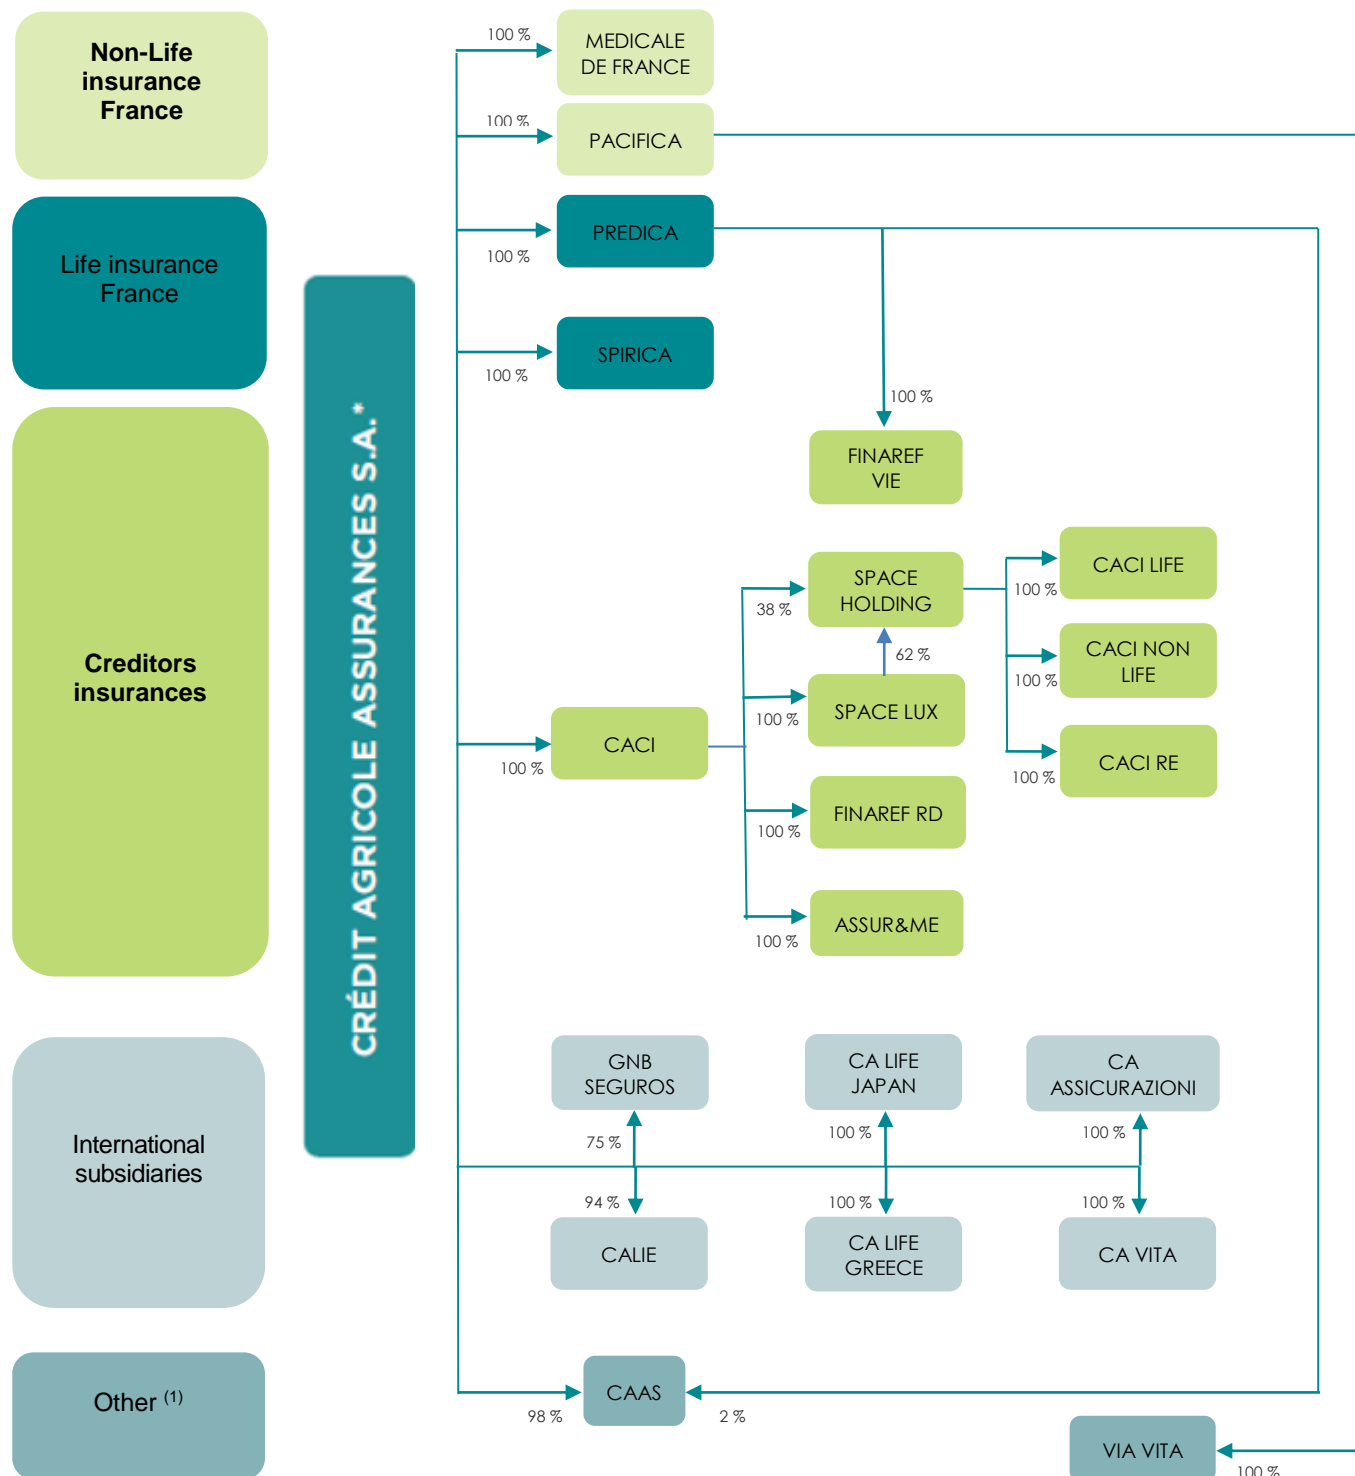 Non-Life
insurance
France
Life insurance
France
Creditors
insurances
International
subsidiaries
Other (1)
CRÉDIT AGRICOLE ASSURANCES S.A.*
100 %
MEDICALE
DE FRANCE
100 %
PACIFICA
100 %
PREDICA
100 %
SPIRICA
100 %
FINAREF
VIE
100 %
CACI
38 %
SPACE
HOLDING
62 %
100 %
SPACE LUX
100 %
FINAREF RD
100 %
ASSUR&ME
100 %
CACI LIFE
100 %
CACI NON
LIFE
100 %
CACI RE
GNB
SEGUROS
75 %
CA LIFE
JAPAN
100 %
CA
ASSICURAZIONI
100 %
94 %
CALIE
100 %
CA LIFE
GREECE
100 %
CA VITA
98 %
CAAS
2 %
VIA VITA
100 %